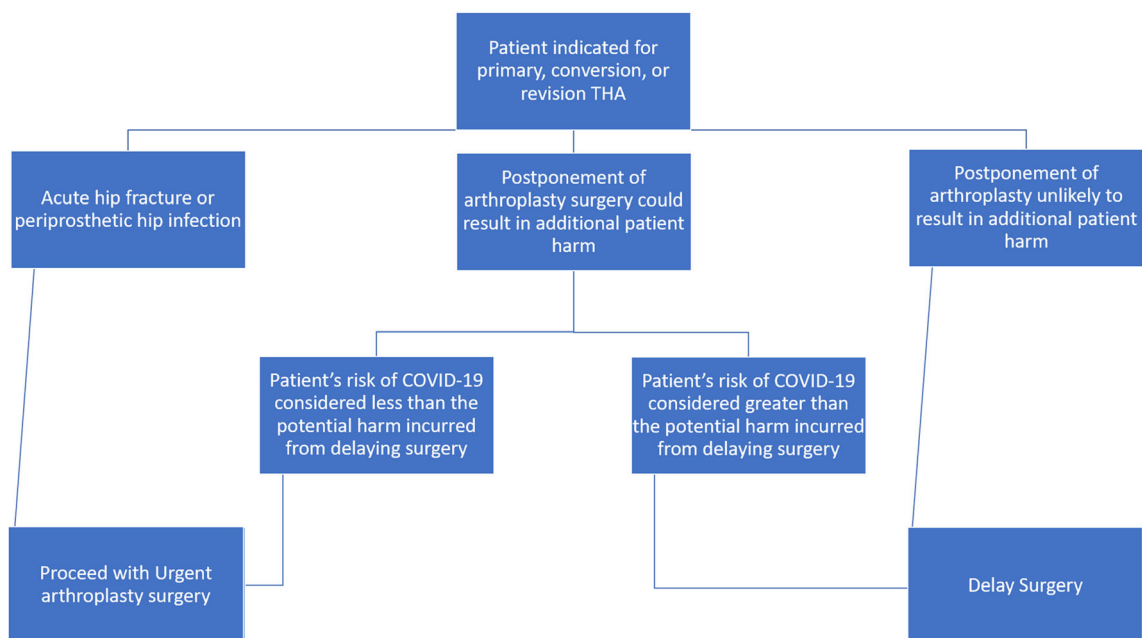 Patient indicated for
primary, conversion, or
revision THA
Acute hip fracture or
periprosthetic hip infection
Postponement of
arthroplasty surgery could
result in additional patient
harm
Postponement of
arthroplasty unlikely to
result in additional patient
harm
Patient’s risk of COVID-19
considered less than the
potential harm incurred
from delaying surgery
Patient’s risk of COVID-19
considered greater than
the potential harm incurred
from delaying surgery
Proceed with Urgent
arthroplasty surgery
Delay Surgery